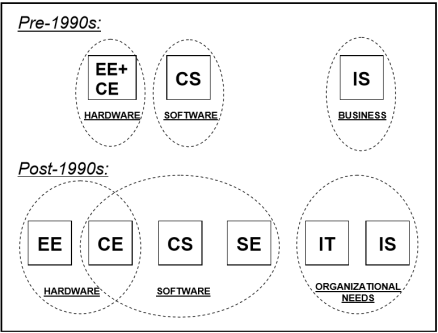 Pre-1990s:
EE+
CE
CS
IS
HARDWARE
SOFTWARE
BUSINESS
Post-1990s:
EE
CE
CS
SE
IT
IS
HARDWARE
SOFTWARE
ORGANIZATIONAL
NEEDS